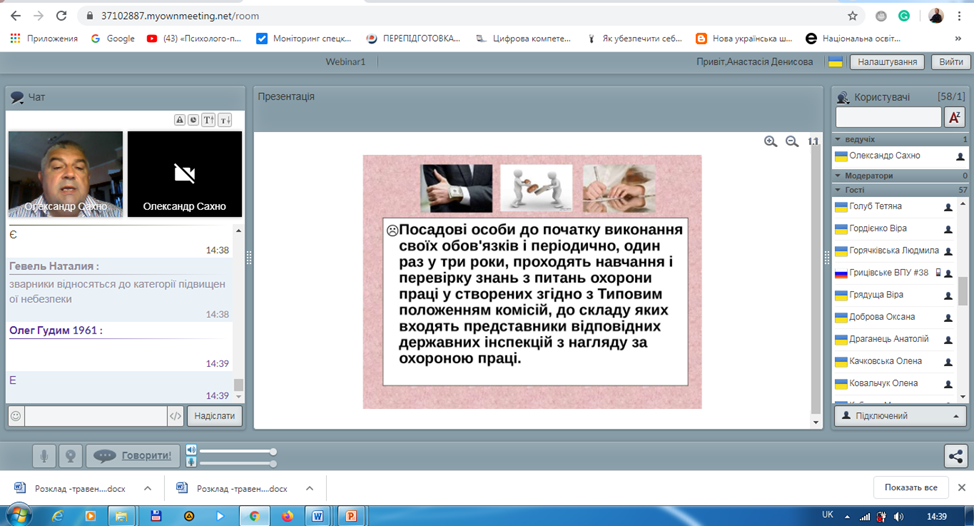 37102887.myownmeeting.net/room
Приложения
Google
(43) «Психолого-п...
Моніторинг спецк...
ПЕРЕПІДГОТОВКА...
Цифрова компете...
Як убезпечити себ...
Нова українська ш...
Національна освіт...
»
Webinar1
Привіт,Анастасія Денисова
Налаштування
Вийти
Чат
T↑
T↓
Олександр Сахно
Олександр Сахно
Є
14:38
Гевель Наталия :
зварники відносяться до категорії підвищен
ої небезпеки
14:38
Олег Гудим 1961 :
14:39
Е
14:39
</>
Надіслати
Презентація
1:1
Посадові особи до початку виконання
своїх обов'язків і періодично, один
раз у три роки, проходять навчання і
перевірку знань з питань охорони
праці у створених згідно з Типовим
положенням комісій, до складу яких
входять представники відповідних
державних інспекцій з нагляду за
охороною праці.
Користувачі
[58/1]
ведучіх
1
Олександр Сахно
Модератори
0
Гості
57
Голуб Тетяна
Гордієнко Віра
Горячківська Людмила
Грицівське ВПУ #38
Грядуща Віра
Доброва Оксана
Драганець Анатолій
Качковська Олена
Ковальчук Олена
Підключений
Говорити!
Розклад -травен....docx
Розклад -травен....docx
Показать все
UK
14:39